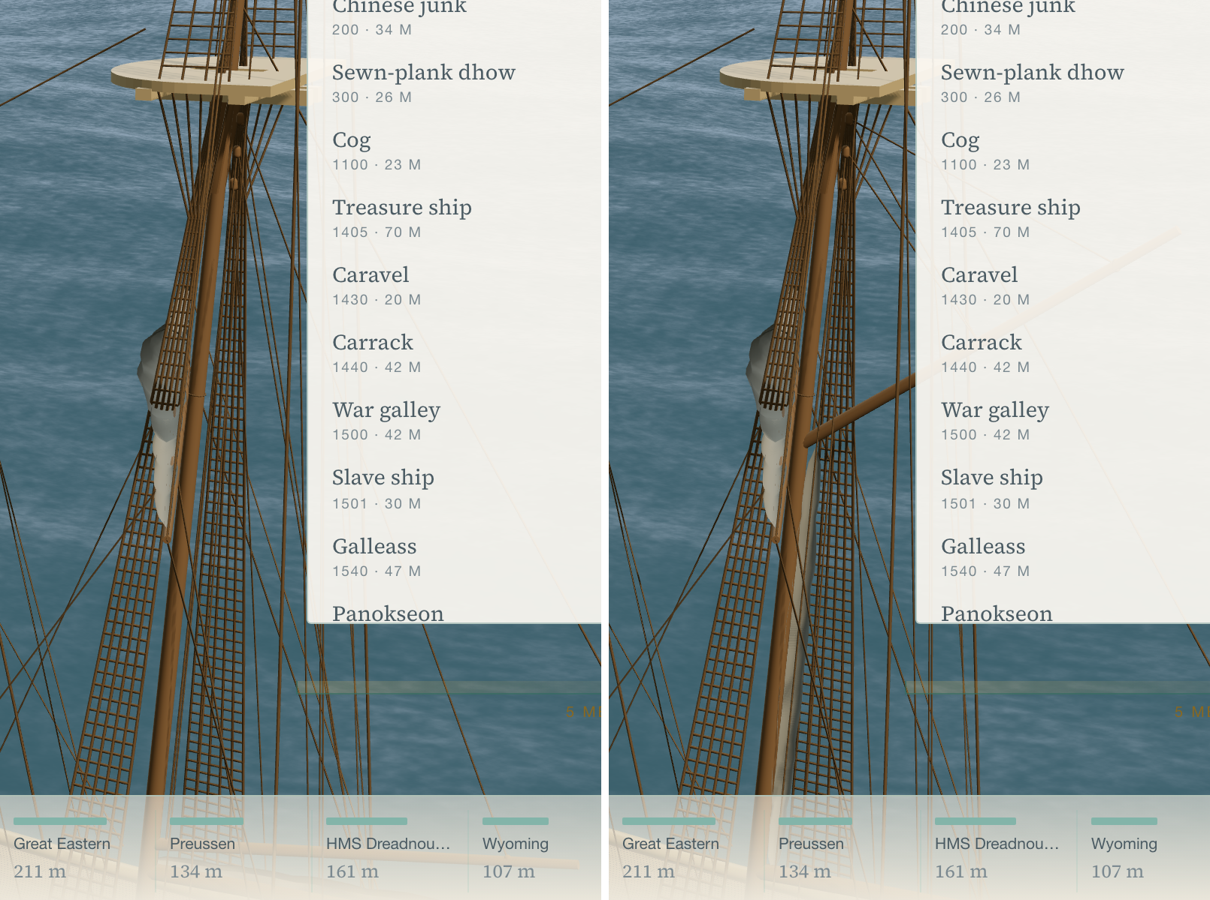 Chinese junk
200 · 34 M
Sewn-plank dhow
300 · 26 M
Cog
1100 · 23 M
Treasure ship
1405 · 70 M
Caravel
1430 · 20 M
Carrack
1440 · 42 M
War galley
1500 · 42 M
Slave ship
1501 · 30 M
Galleass
1540 · 47 M
Panokseon
5 M
Great Eastern
211 m
Preussen
134 m
HMS Dreadnou…
161 m
Wyoming
107 m
Chinese junk
200 · 34 M
Sewn-plank dhow
300 · 26 M
Cog
1100 · 23 M
Treasure ship
1405 · 70 M
Caravel
1430 · 20 M
Carrack
1440 · 42 M
War galley
1500 · 42 M
Slave ship
1501 · 30 M
Galleass
1540 · 47 M
Panokseon
5 M
Great Eastern
211 m
Preussen
134 m
HMS Dreadnou…
161 m
Wyoming
107 m